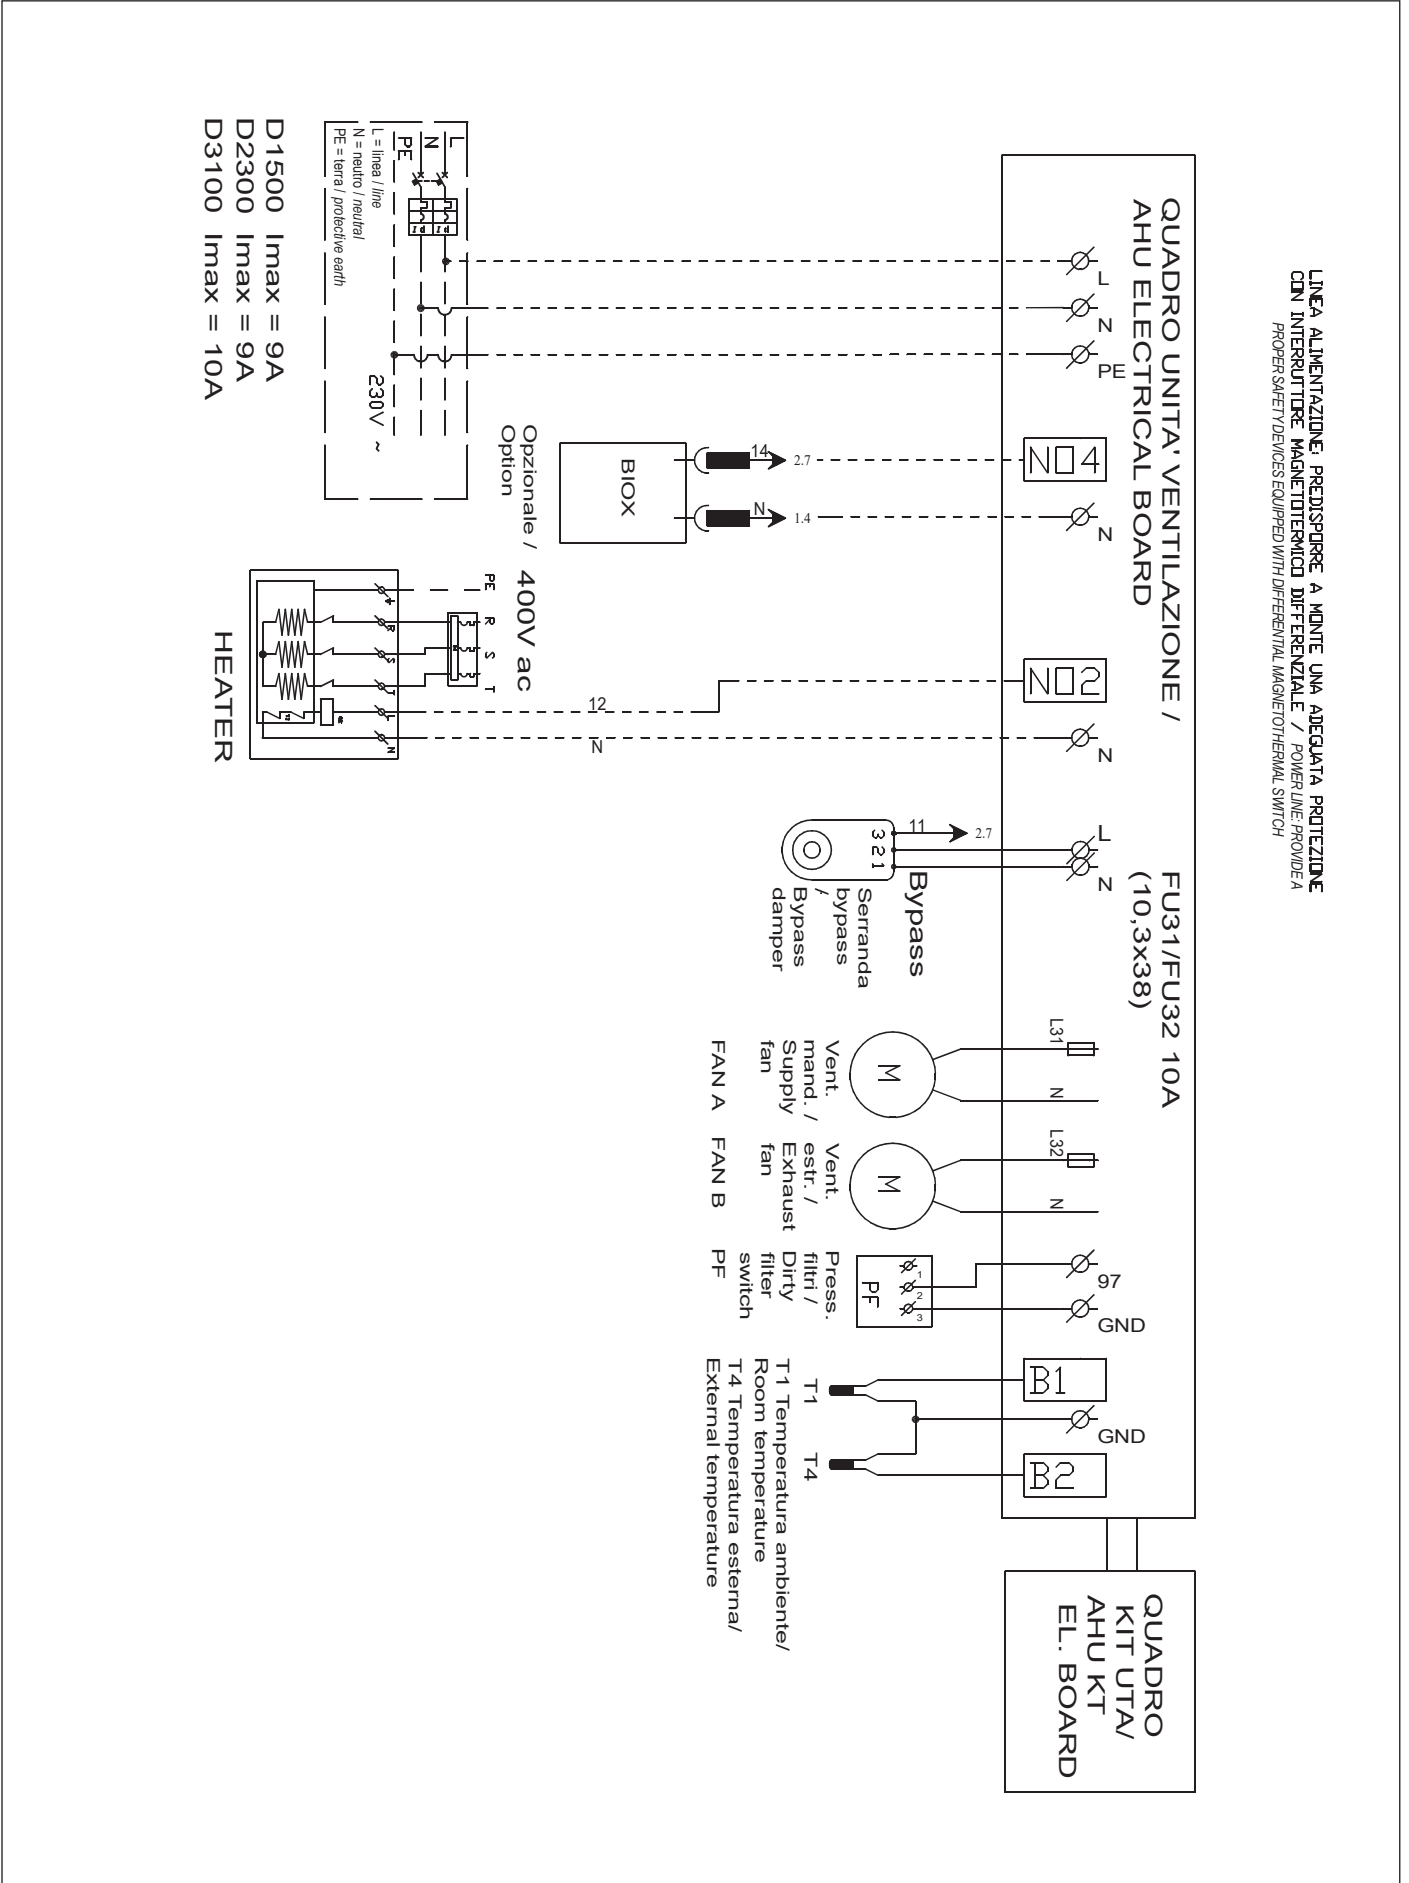 LINEA ALIMENTAZIONE: PREDISPORRE A MONTE UNA ADEGUATA PROTEZIONE
CON INTERRUTTORE MAGNETOTERMICO DIFFERENZIALE / POWER LINE: PROVIDE A
PROPER SAFETY DEVICES EQUIPPED WITH DIFFERENTIAL MAGNETOTHERMAL SWITCH
QUADRO UNITA' VENTILAZIONE /
AHU ELECTRICAL BOARD
FU31/FU32 10A
(10,3x38)
QUADRO
KIT UTA/
AHU KT
EL. BOARD
L
N
PE
NO4
N
NO2
N
L
N
L31
N
L32
N
97
GND
B1
GND
B2
L
N
PE
L = linea / line
N = neutro / neutral
PE = terra / protective earth
230V ~
D1500 Imax = 9A
D2300 Imax = 9A
D3100 Imax = 10A
14
2.7
N
1.4
BIOX
Opzionale /
Option
400V ac
PE
R
S
T
R
S
T
L
N
12
N
HEATER
11
2.7
3 2 1
Bypass
Serranda
bypass
/
Bypass
damper
M
Vent.
mand. /
Supply
fan
FAN A
M
Vent.
estr. /
Exhaust
fan
FAN B
1
2
3
PF
Press.
filtri /
Dirty
filter
switch
PF
T1
T4
T1 Temperatura ambiente/
Room temperature
T4 Temperatura esterna/
External temperature